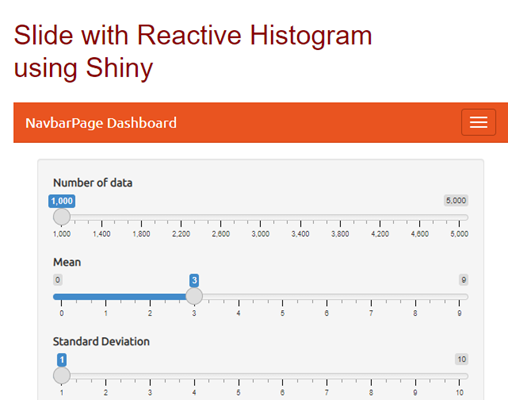 Slide with Reactive Histogram
using Shiny
NavbarPage Dashboard
Number of data
1,000 5,000
1,000 1,400 1,800 2,200 2,600 3,000 3,400 3,800 4,200 4,600 5,000
Mean
0 3 9
0 1 2 3 4 5 6 7 8 9
Standard Deviation
1 10
1 2 3 4 5 6 7 8 9 10